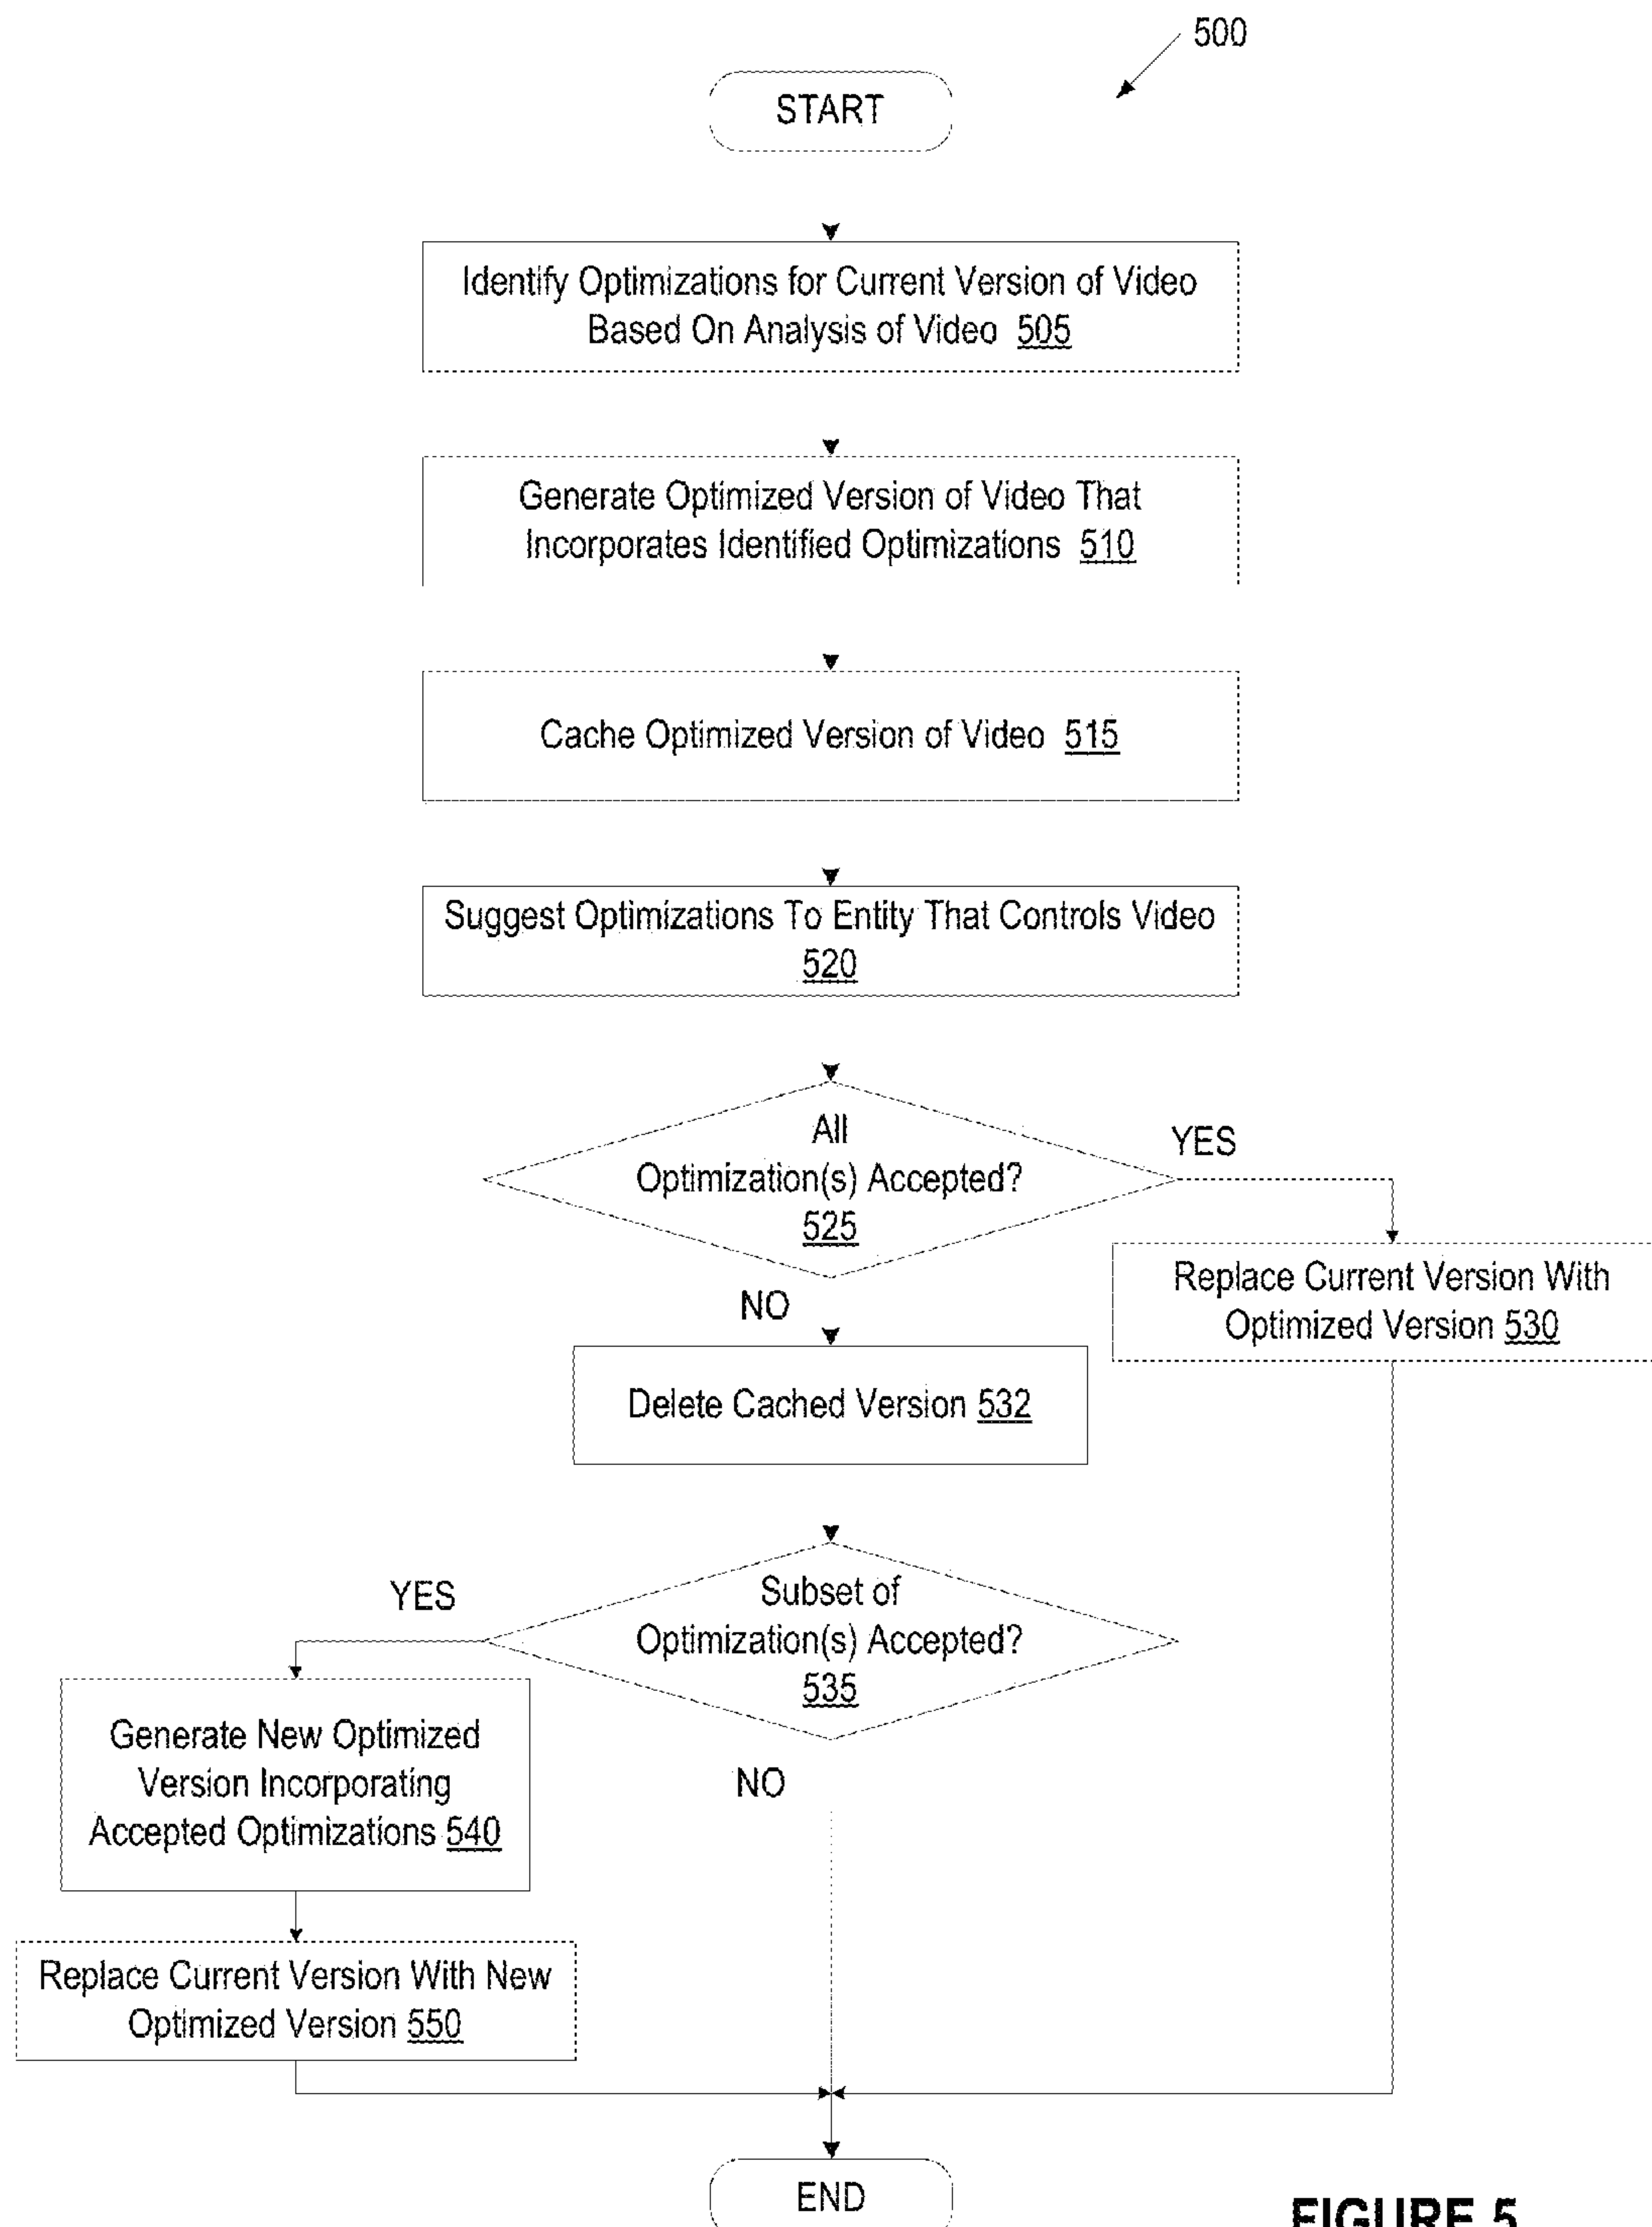 500
START
Identify Optimizations for Current Version of Video
Based On Analysis of Video 505
Generate Optimized Version of Video That
Incorporates Identified Optimizations 510
Cache Optimized Version of Video 515
Suggest Optimizations To Entity That Controls Video
520
All
Optimization(s) Accepted?
525
YES
NO
Replace Current Version With
Optimized Version 530
Delete Cached Version 532
Subset of
Optimization(s) Accepted?
535
YES
NO
Generate New Optimized
Version Incorporating
Accepted Optimizations 540
Replace Current Version With New
Optimized Version 550
END
FIGURE 5